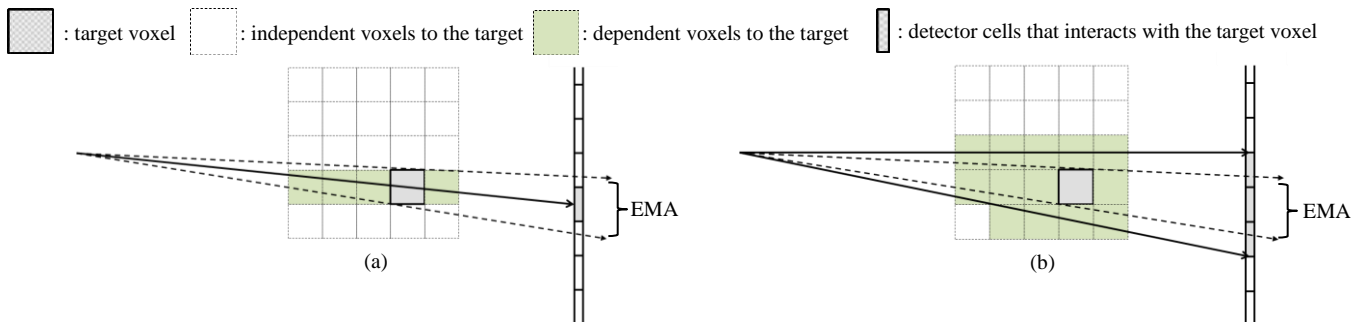 : target voxel : independent voxels to the target : dependent voxels to the target : detector cells that interacts with the target voxel
EMA
EMA
(a)
(b)